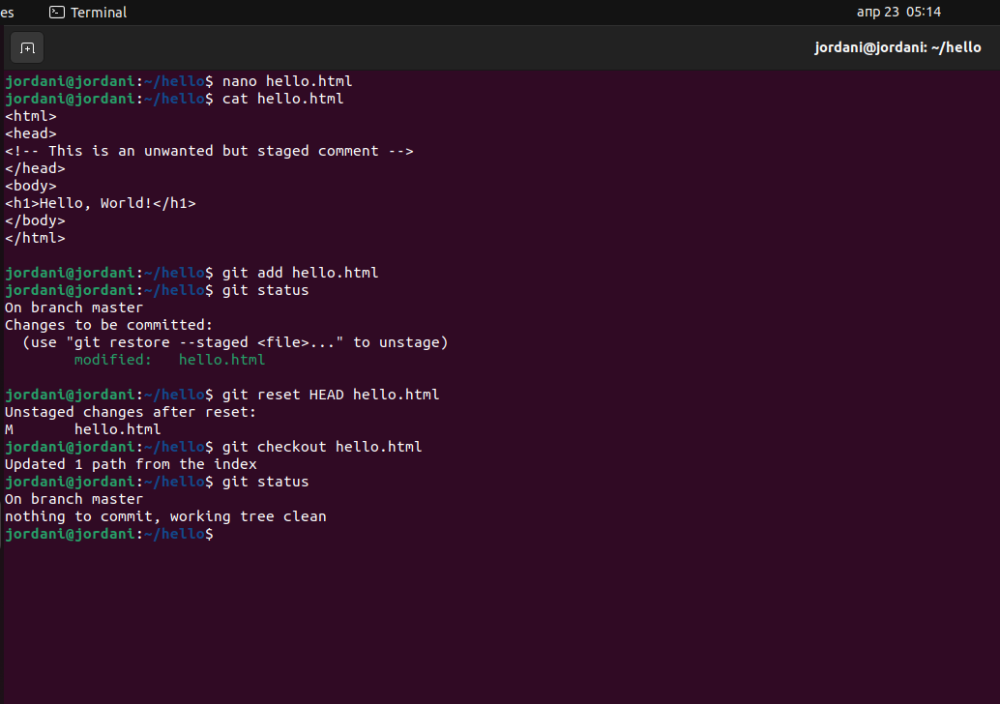 es Terminal апр 23 05:14
jordani@jordani: ~/hello
jordani@jordani:~/hello$ nano hello.html
jordani@jordani:~/hello$ cat hello.html
<html>
<head>
<!-- This is an unwanted but staged comment -->
</head>
<body>
<h1>Hello, World!</h1>
</body>
</html>
jordani@jordani:~/hello$ git add hello.html
jordani@jordani:~/hello$ git status
On branch master
Changes to be committed:
  (use "git restore --staged <file>..." to unstage)
        modified:   hello.html
jordani@jordani:~/hello$ git reset HEAD hello.html
Unstaged changes after reset:
M       hello.html
jordani@jordani:~/hello$ git checkout hello.html
Updated 1 path from the index
jordani@jordani:~/hello$ git status
On branch master
nothing to commit, working tree clean
jordani@jordani:~/hello$